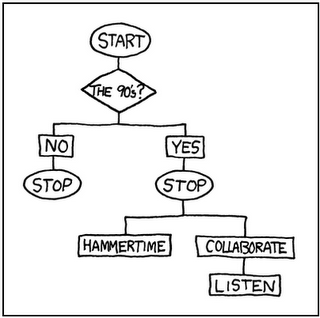 START
THE 90's?
NO
YES
STOP
STOP
HAMMERTIME
COLLABORATE
LISTEN